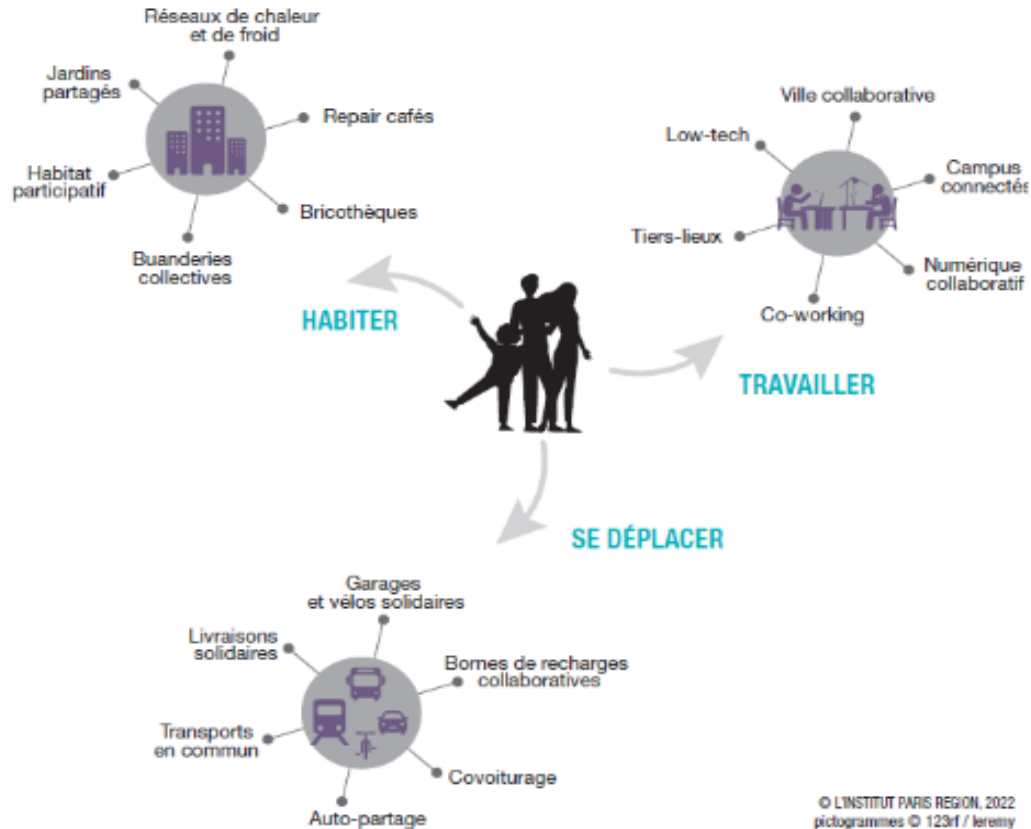 Réseaux de chaleur
et de froid
Jardins
partagés
Repair cafés
Habitat
participatif
Bricothèques
Buanderies
collectives
HABITER
Ville collaborative
Low-tech
Campus
connectés
Tiers-lieux
Numérique
collaboratif
Co-working
TRAVAILLER
SE DÉPLACER
Garages
et vélos solidaires
Livraisons
solidaires
Bornes de recharges
collaboratives
Transports
en commun
Covoiturage
Auto-partage
© L'INSTITUT PARIS REGION, 2022
pictogrammes © 123rf / leremy